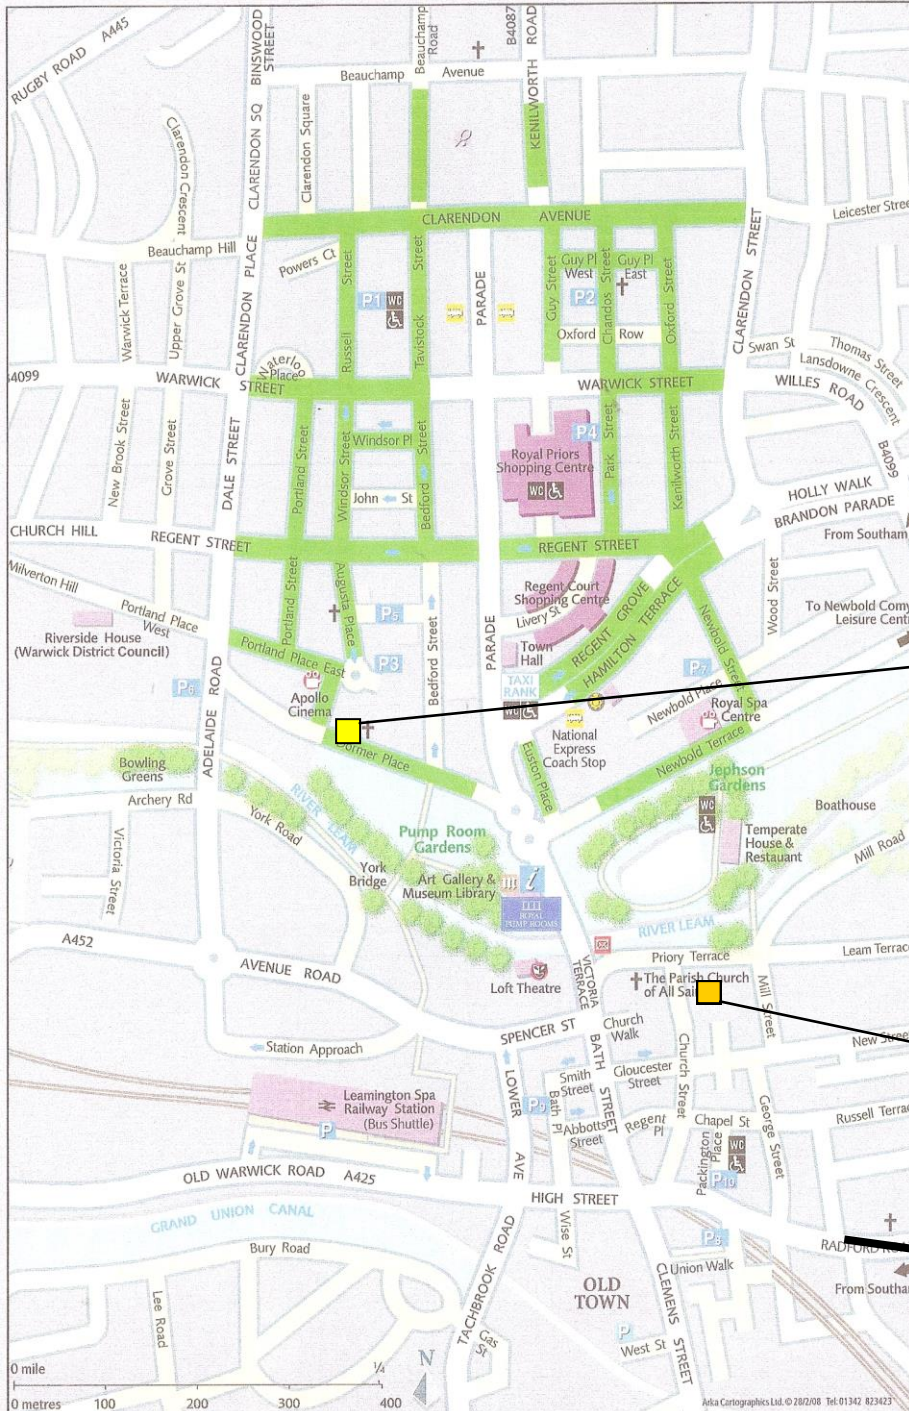 RUGBY ROAD A445
BINSWOOD
STREET
Beauchamp
Road
B4087
KENILWORTH ROAD
Beauchamp Avenue
CLARENDON SQ
Clarendon Crescent
Clarendon Square
CLARENDON AVENUE
Leicester Stree
Beauchamp Hill
CLARENDON PLACE
Powers Ct
Russel Street
Tavistock Street
P1
WC
PARADE
Guy Street
Guy Pl
West
Guy Pl
East
P2
Chandos Street
Oxford Street
Oxford Row
CLARENDON STREET
Warwick Terrace
Upper Grove St
Waterloo
Place
Swan St
Thomas Street
Lansdowne Crescent
WARWICK STREET
WARWICK STREET
WILLES ROAD
B4099
New Brook Street
Grove Street
DALE STREET
Portland Street
Windsor Street
Windsor Pl
John St
Bedford Street
P4
Royal Priors
Shopping Centre
WC
Park Street
Kenilworth Street
HOLLY WALK
BRANDON PARADE
From Southam
CHURCH HILL
REGENT STREET
REGENT STREET
Milverton Hill
Portland Place
West
Riverside House
(Warwick District Council)
Portland Street
Augusta Place
P5
P3
Bedford Street
PARADE
Regent Court
Shopping Centre
Livery St
Town
Hall
REGENT GROVE
HAMILTON TERRACE
Newbold Street
Wood Street
To Newbold Comy
Leisure Centr
P7
TAXI
RANK
WC
Portland Place East
Apollo
Cinema
P6
ADELAIDE ROAD
National
Express
Coach Stop
Newbold Place
Royal Spa
Centre
Dormer Place
Euston Place
Newbold Terrace
Bowling
Greens
Archery Rd
Victoria Street
York Road
RIVER LEAM
Jephson
Gardens
WC
Boathouse
Temperate
House &
Restauant
Mill Road
Pump Room
Gardens
York
Bridge
Art Gallery &
Museum Library
m
i
ROYAL
PUMP ROOMS
RIVER LEAM
A452
AVENUE ROAD
Loft Theatre
VICTORIA
TERRACE
Priory Terrace
Leam Terrace
The Parish Church
of All Sai
Mill Street
Station Approach
SPENCER ST
Church
Walk
New Stree
Leamington Spa
Railway Station
(Bus Shuttle)
P
LOWER AVE
P9
Smith
Street
Gloucester
Street
BATH STREET
Bath Pl
Abbotts
Street
Regent
Pl
Church Street
Chapel St
Packington
Place
WC
P10
George Street
Russell Terrac
OLD WARWICK ROAD A425
HIGH STREET
GRAND UNION CANAL
Bury Road
Lee Road
TACHBROOK ROAD
Wise St
P8
Union Walk
RADFORD RO
From Southa
OLD
TOWN
CLEMENS STREET
P
West St
Gas
St
N
0 mile 1/4
0 metres 100 200 300 400
Arka Cartographics Ltd. © 28/2/08 Tel: 01342 823423